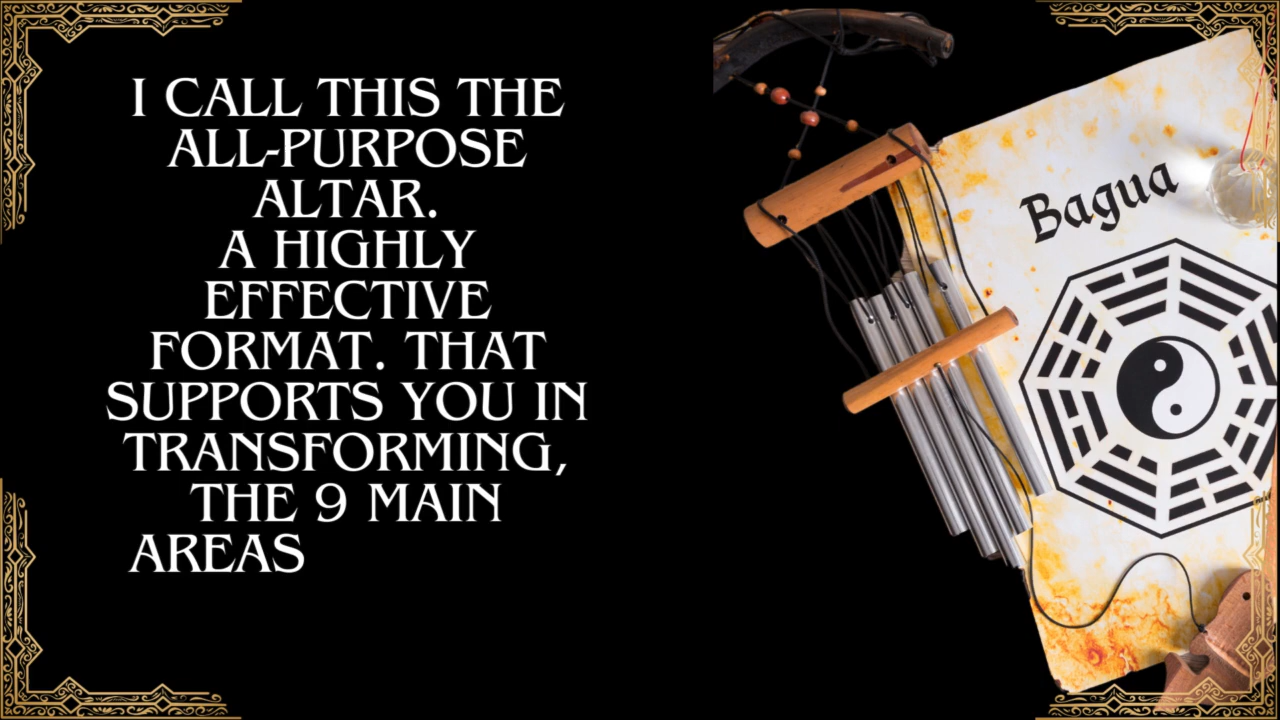 I CALL THIS THE
ALL-PURPOSE
ALTAR.
A HIGHLY
EFFECTIVE
FORMAT. THAT
SUPPORTS YOU IN
TRANSFORMING,
THE 9 MAIN
AREAS
Bagua